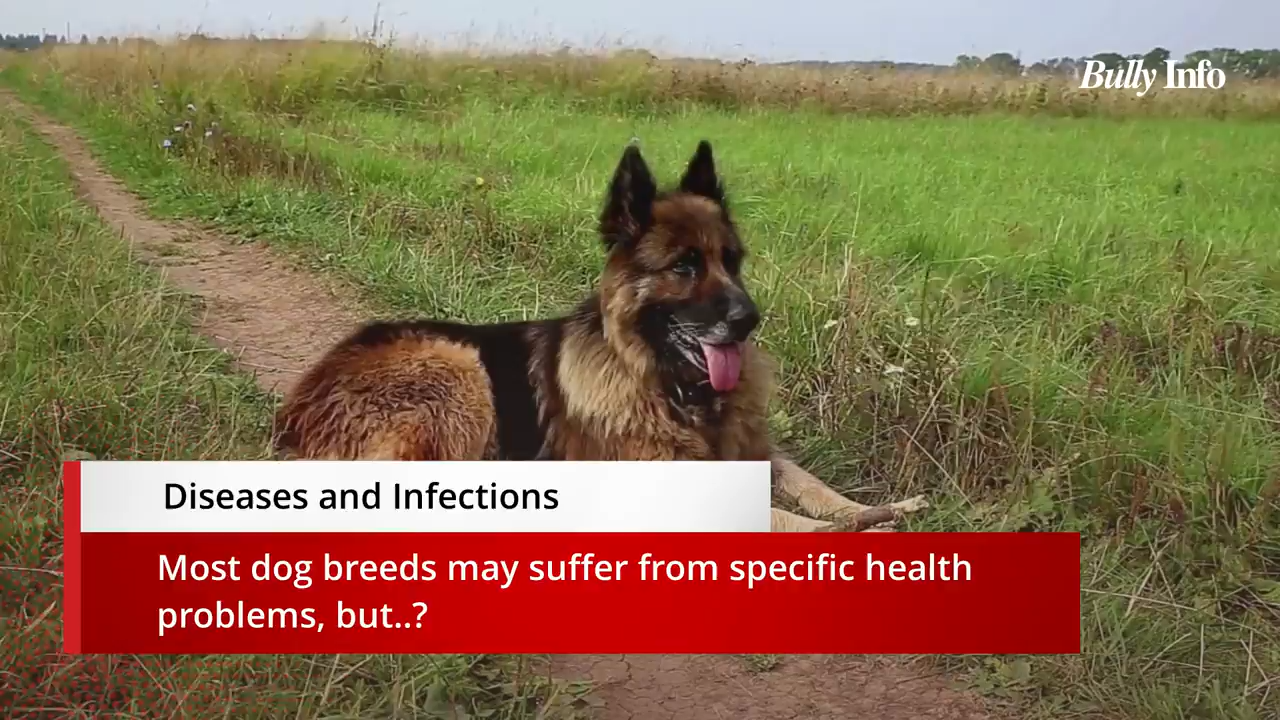 Bully Info
Diseases and Infections
Most dog breeds may suffer from specific health
problems, but..?